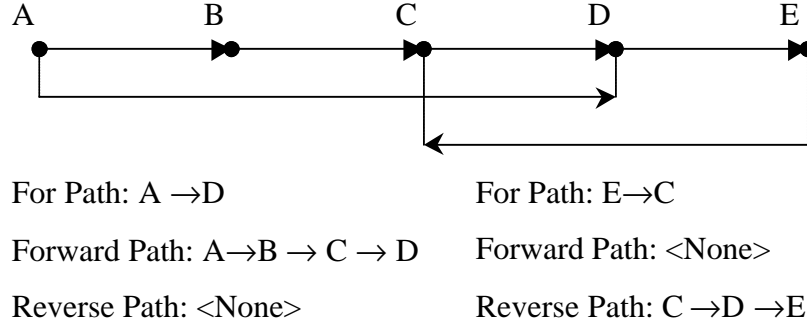 A B C D E
For Path: A →D For Path: E→C
Forward Path: A→B → C → D Forward Path: <None>
Reverse Path: <None> Reverse Path: C →D →E